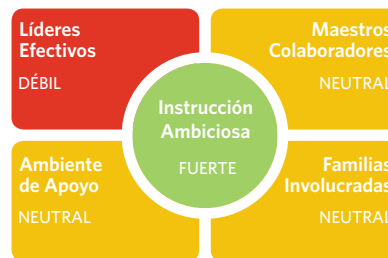 Líderes
Efectivos
DÉBIL
Maestros
Colaboradores
NEUTRAL
Instrucción
Ambiciosa
FUERTE
Ambiente
de Apoyo
NEUTRAL
Familias
Involucradas
NEUTRAL